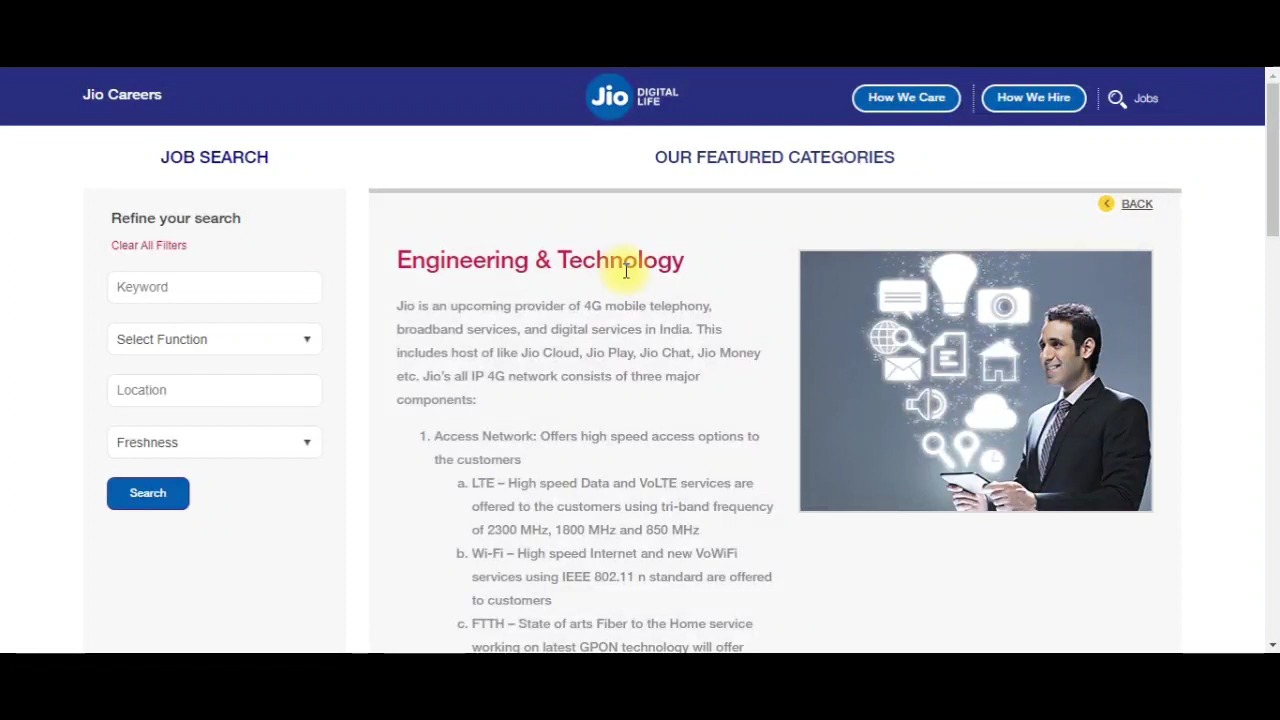 Jio Careers
Jio DIGITAL LIFE
How We Care
How We Hire
Jobs
JOB SEARCH
OUR FEATURED CATEGORIES
Refine your search
Clear All Filters
Keyword
Select Function
Location
Freshness
Search
BACK
Engineering & Technology
Jio is an upcoming provider of 4G mobile telephony,
broadband services, and digital services in India. This
includes host of like Jio Cloud, Jio Play, Jio Chat, Jio Money
etc. Jio's all IP 4G network consists of three major
components:
1. Access Network: Offers high speed access options to
the customers
a. LTE – High speed Data and VoLTE services are
offered to the customers using tri-band frequency
of 2300 MHz, 1800 MHz and 850 MHz
b. Wi-Fi – High speed Internet and new VoWiFi
services using IEEE 802.11 n standard are offered
to customers
c. FTTH – State of arts Fiber to the Home service
working on latest GPON technology will offer